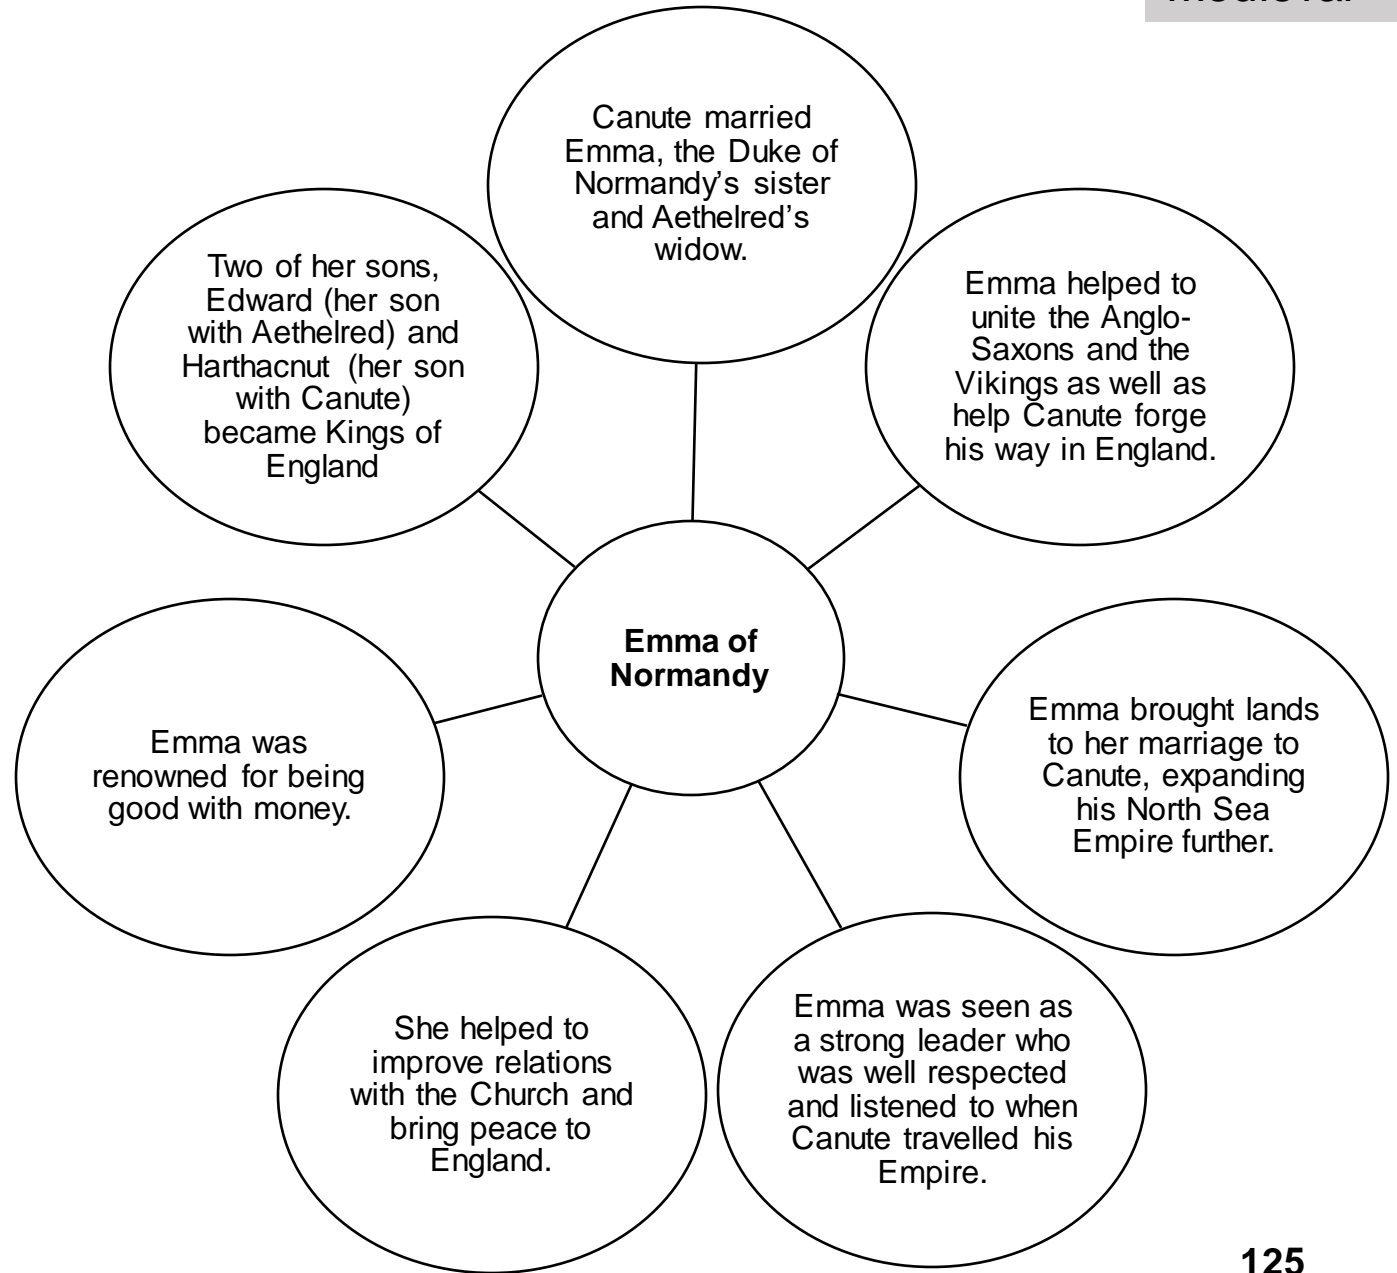 Canute married
Emma, the Duke of
Normandy's sister
and Aethelred's
widow.
Two of her sons,
Edward (her son
with Aethelred) and
Harthacnut (her son
with Canute)
became Kings of
England
Emma helped to
unite the Anglo-
Saxons and the
Vikings as well as
help Canute forge
his way in England.
Emma of
Normandy
Emma was
renowned for being
good with money.
Emma brought lands
to her marriage to
Canute, expanding
his North Sea
Empire further.
She helped to
improve relations
with the Church and
bring peace to
England.
Emma was seen as
a strong leader who
was well respected
and listened to when
Canute travelled his
Empire.
125